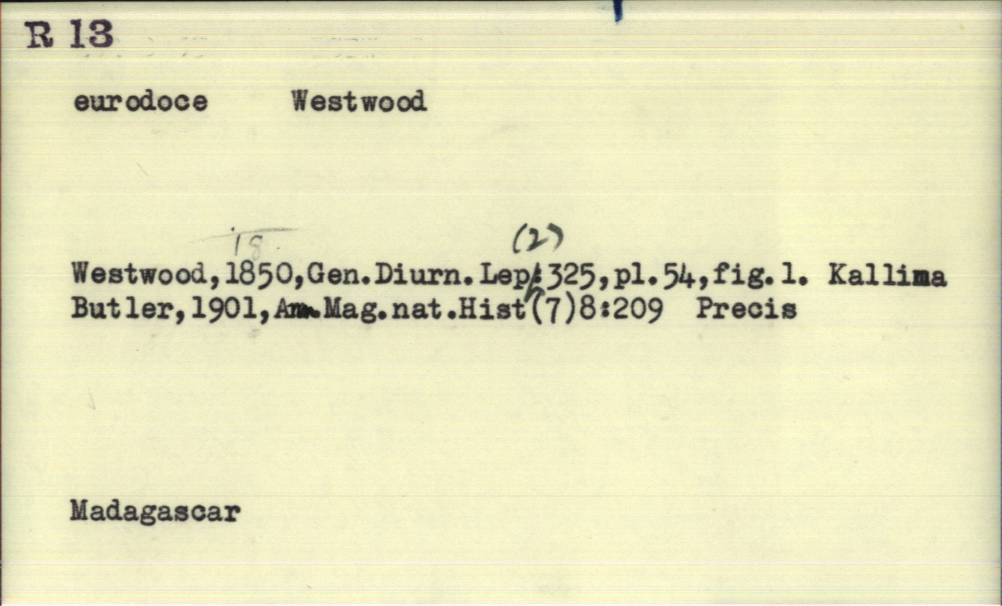 R 13
eurodoce Westwood
18
(2)
Westwood,1850,Gen.Diurn.Lep:325,pl.54,fig.1. Kallima
Butler,1901,Ann.Mag.nat.Hist(7)8:209 Precis
Madagascar